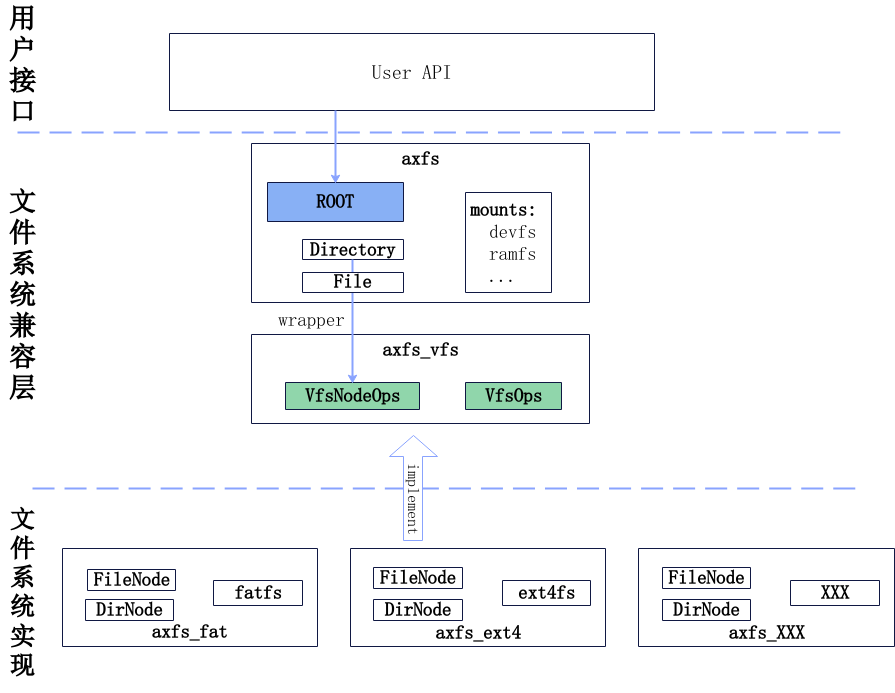 用户接口
User API
文件系统兼容层
axfs
ROOT
Directory
File
mounts:
devfs
ramfs
...
wrapper
axfs_vfs
VfsNodeOps
VfsOps
implement
文件系统实现
FileNode
DirNode
fatfs
axfs_fat
FileNode
DirNode
ext4fs
axfs_ext4
FileNode
DirNode
XXX
axfs_XXX